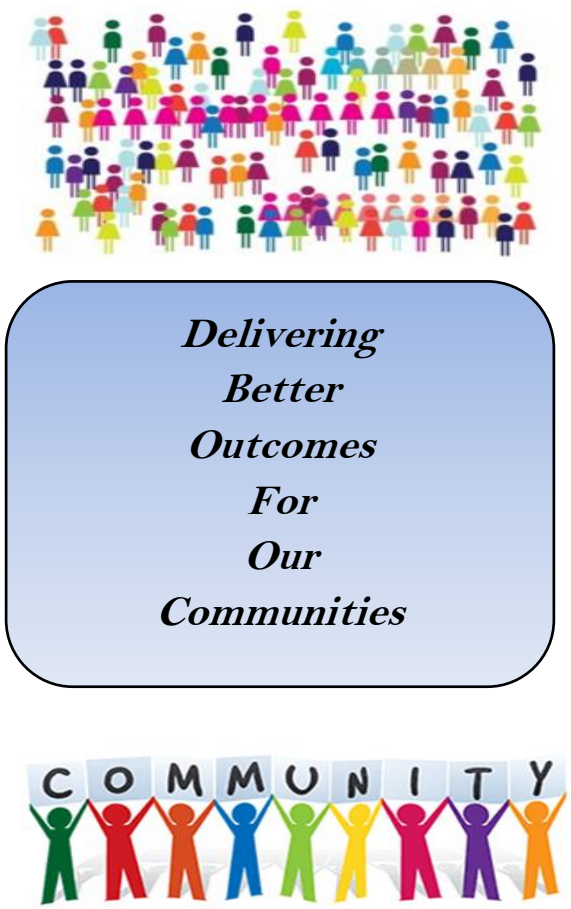 Delivering
Better
Outcomes
For
Our
Communities
COMMUNITY